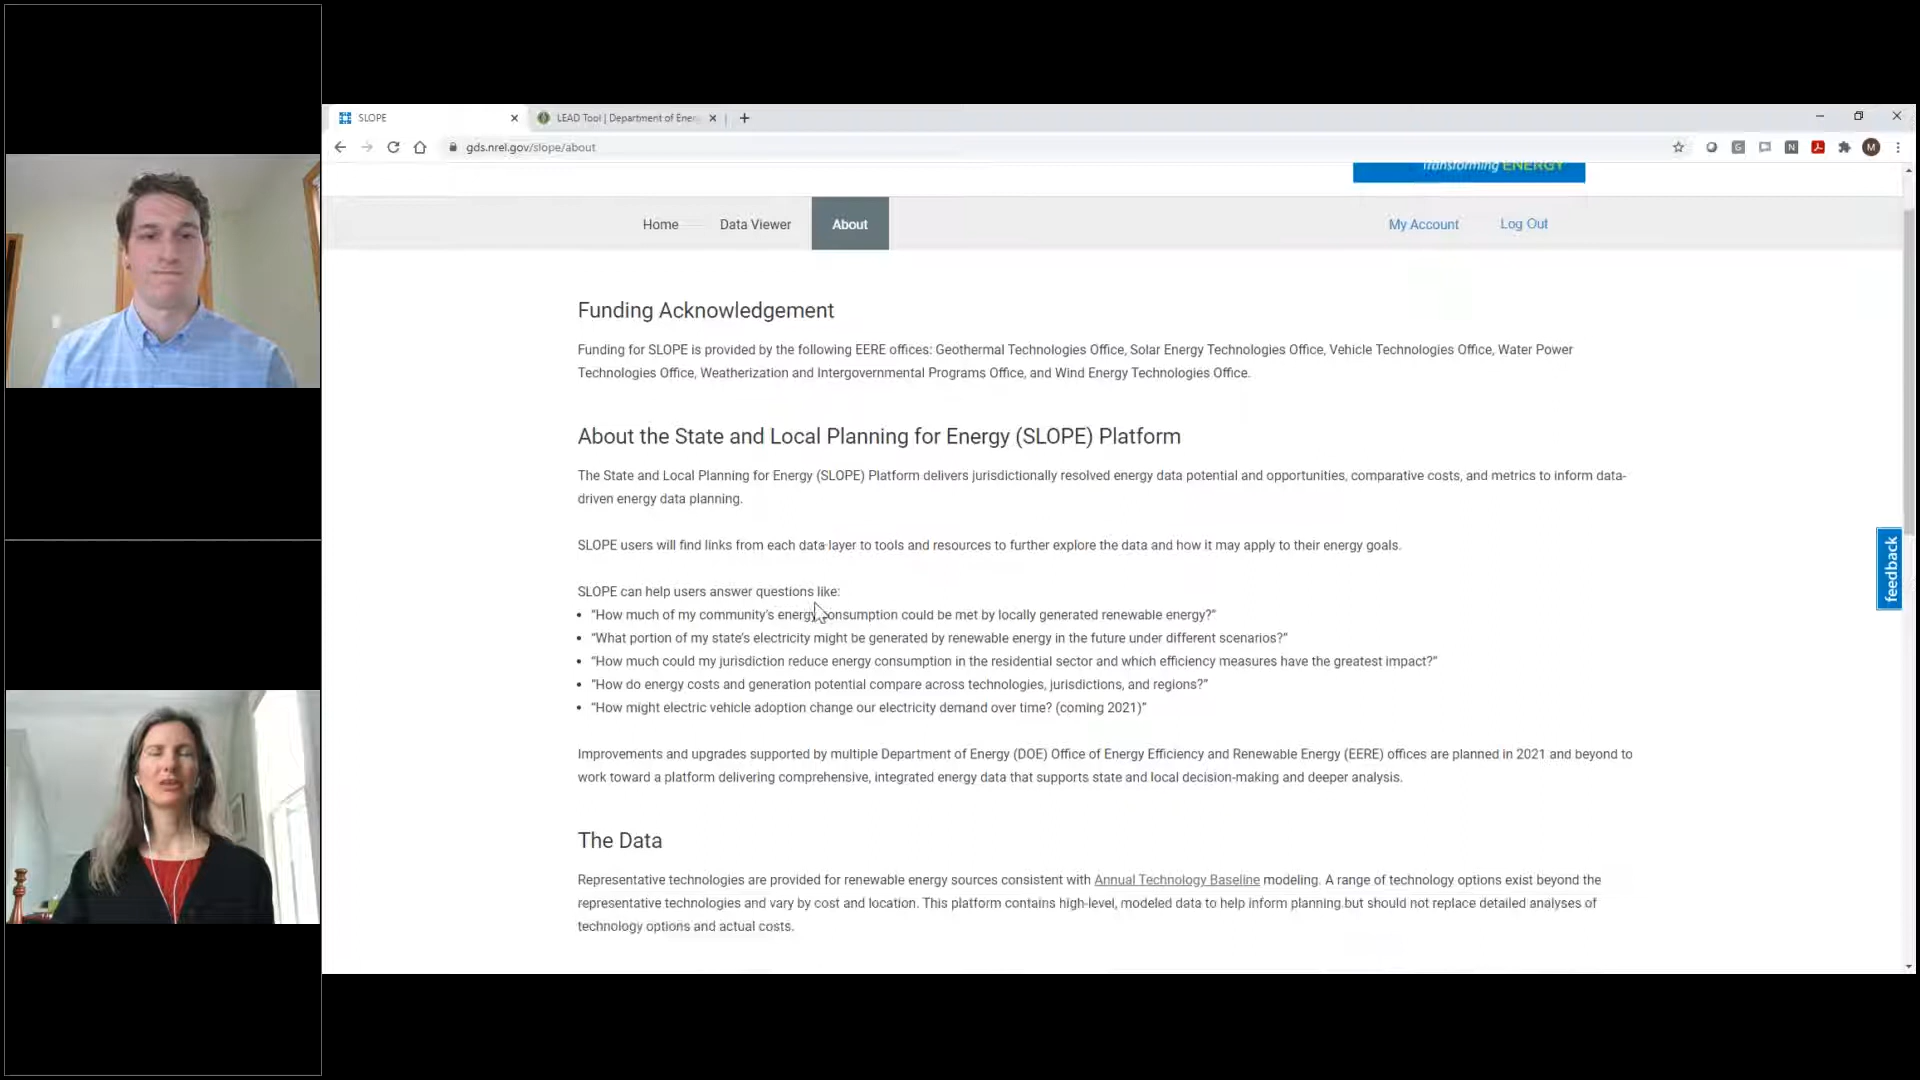 SLOPE
LEAD Tool | Department of Ener
gds.nrel.gov/slope/about
Transforming ENERGY
Home Data Viewer About My Account Log Out
Funding Acknowledgement
Funding for SLOPE is provided by the following EERE offices: Geothermal Technologies Office, Solar Energy Technologies Office, Vehicle Technologies Office, Water Power
Technologies Office, Weatherization and Intergovernmental Programs Office, and Wind Energy Technologies Office.
About the State and Local Planning for Energy (SLOPE) Platform
The State and Local Planning for Energy (SLOPE) Platform delivers jurisdictionally resolved energy data potential and opportunities, comparative costs, and metrics to inform data-
driven energy data planning.
SLOPE users will find links from each data layer to tools and resources to further explore the data and how it may apply to their energy goals.
SLOPE can help users answer questions like:
• “How much of my community’s energy consumption could be met by locally generated renewable energy?”
• “What portion of my state’s electricity might be generated by renewable energy in the future under different scenarios?”
• “How much could my jurisdiction reduce energy consumption in the residential sector and which efficiency measures have the greatest impact?”
• “How do energy costs and generation potential compare across technologies, jurisdictions, and regions?”
• “How might electric vehicle adoption change our electricity demand over time? (coming 2021)”
feedback
Improvements and upgrades supported by multiple Department of Energy (DOE) Office of Energy Efficiency and Renewable Energy (EERE) offices are planned in 2021 and beyond to
work toward a platform delivering comprehensive, integrated energy data that supports state and local decision-making and deeper analysis.
The Data
Representative technologies are provided for renewable energy sources consistent with Annual Technology Baseline modeling. A range of technology options exist beyond the
representative technologies and vary by cost and location. This platform contains high-level, modeled data to help inform planning but should not replace detailed analyses of
technology options and actual costs.